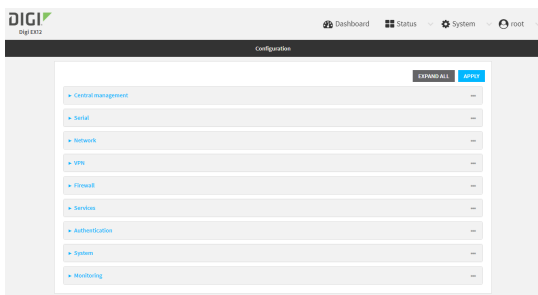 DIGI
Digi EX12
Dashboard Status System root
Configuration
EXPAND ALL APPLY
Central management
Serial
Network
VPN
Firewall
Services
Authentication
System
Monitoring